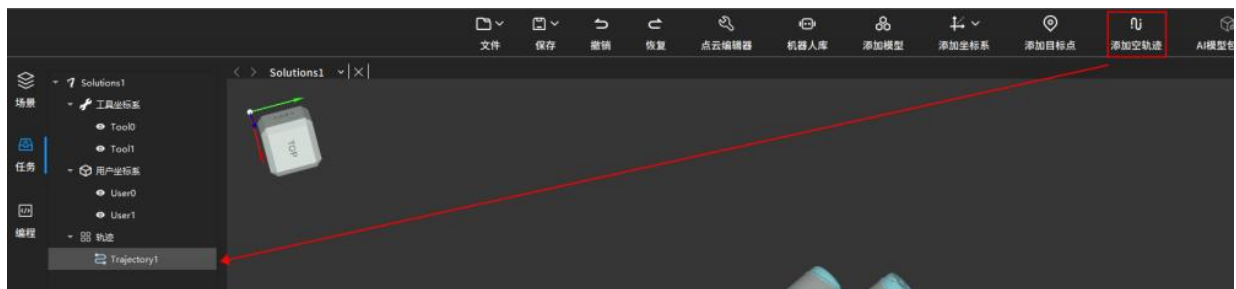 文件 保存 撤销 恢复 点云编辑器 机器人库 添加模型 添加坐标系 添加目标点 添加空轨迹 AI模型
Solutions1
场景
Solutions1
工具坐标系
Tool0
Tool1
任务
用户坐标系
User0
User1
编程
轨迹
Trajectory1
TOP